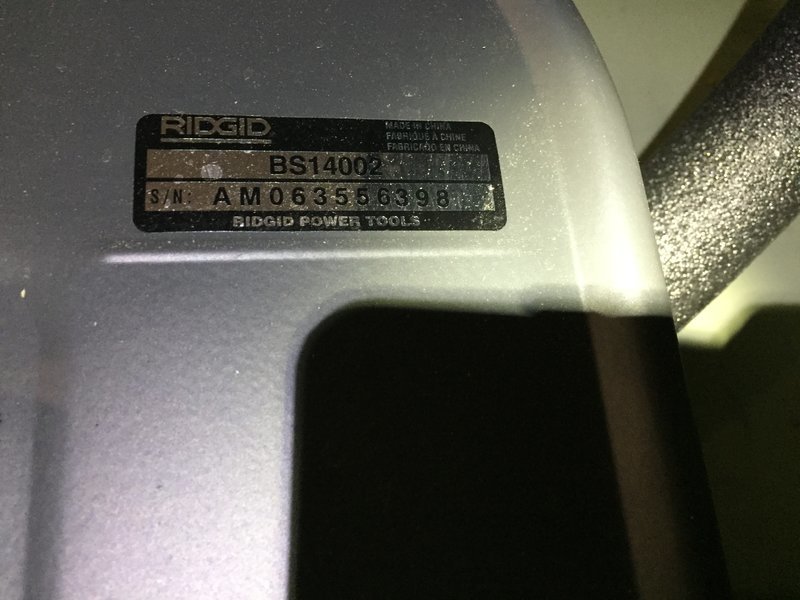 RIDGID
MADE IN CHINA
FABRIQUÉ A CHINE
FABRICADO EN CHINA
BS14002
S/N: AM063556398
RIDGID POWER TOOLS